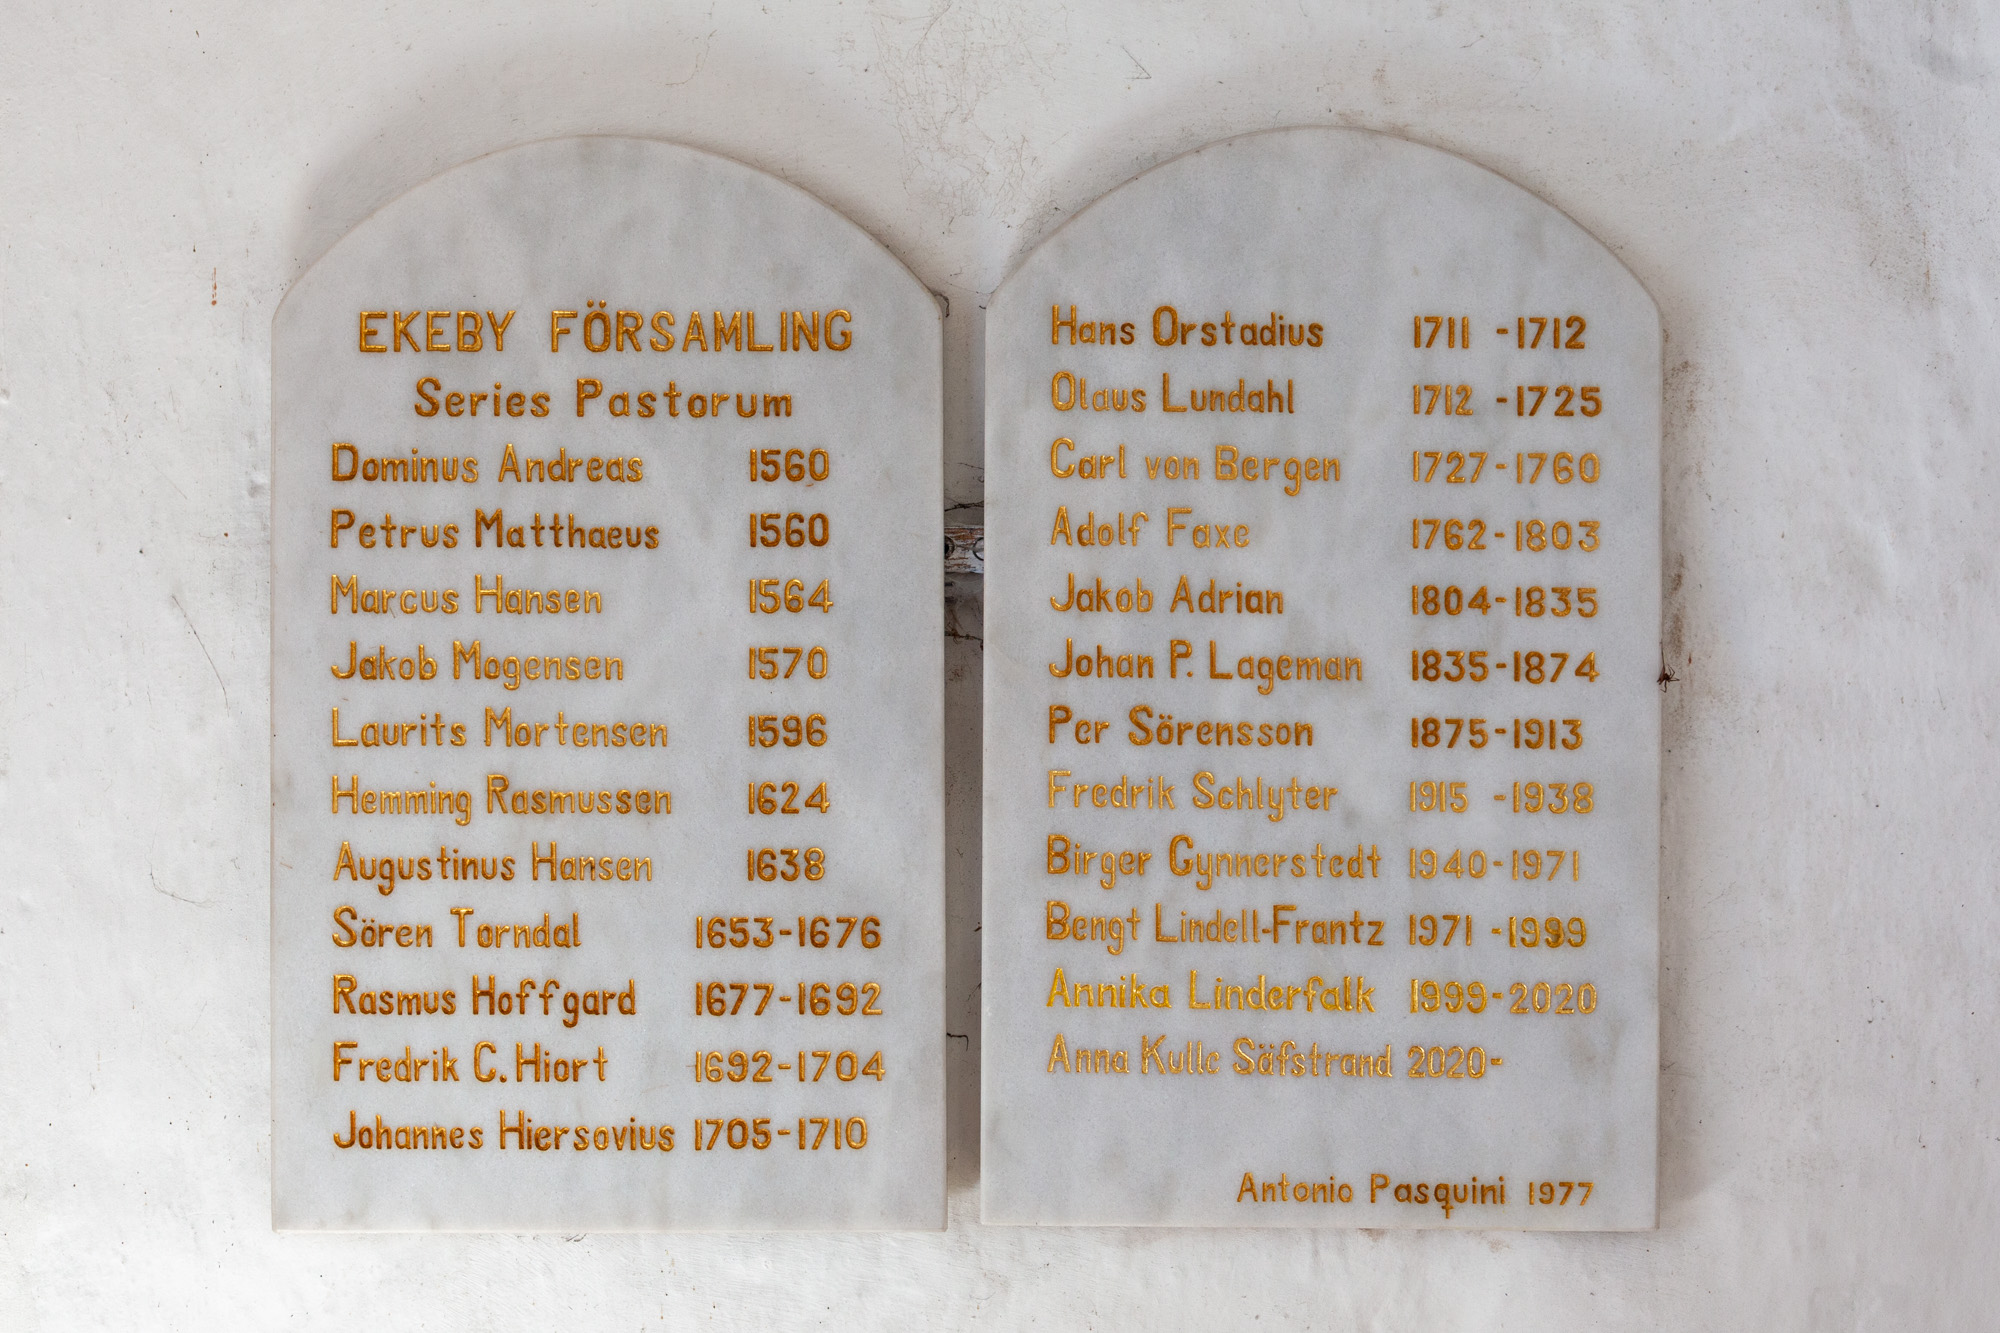 EKEBY FÖRSAMLING
Series Pastorum
Dominus Andreas 1560
Petrus Matthaeus 1560
Marcus Hansen 1564
Jakob Mogensen 1570
Laurits Mortensen 1596
Hemming Rasmussen 1624
Augustinus Hansen 1638
Sören Torndal 1653-1676
Rasmus Hoffgard 1677-1692
Fredrik C. Hiort 1692-1704
Johannes Hiersovius 1705-1710
Hans Orstadius 1711 -1712
Olaus Lundahl 1712 -1725
Carl von Bergen 1727-1760
Adolf Faxe 1762-1803
Jakob Adrian 1804-1835
Johan P. Lageman 1835-1874
Per Sörensson 1875-1913
Fredrik Schlyter 1915 -1938
Birger Gynnerstedt 1940-1971
Bengt Lindell-Frantz 1971 -1999
Annika Linderfalk 1999-2020
Anna Kulle Säfstrand 2020-
Antonio Pasquini 1977